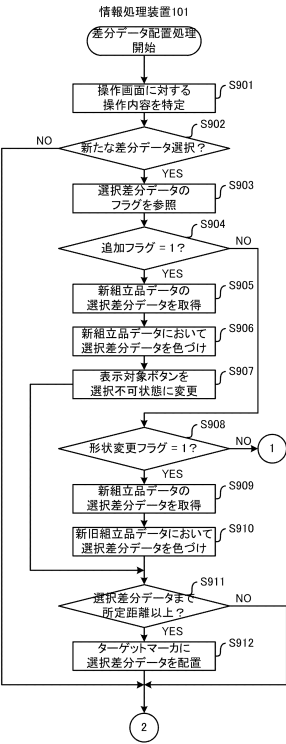 情報処理装置101
差分データ配置処理
開始
操作画面に対する
操作内容を特定
S901
S902
新たな差分データ選択？
NO
YES
選択差分データの
フラグを参照
S903
S904
追加フラグ = 1？
NO
YES
新組立品データの
選択差分データを取得
S905
新組立品データにおいて
選択差分データを色づけ
S906
表示対象ボタンを
選択不可状態に変更
S907
S908
形状変更フラグ = 1？
NO
1
YES
新組立品データの
選択差分データを取得
S909
新旧組立品データにおいて
選択差分データを色づけ
S910
S911
選択差分データまで
所定距離以上？
NO
YES
ターゲットマーカに
選択差分データを配置
S912
2